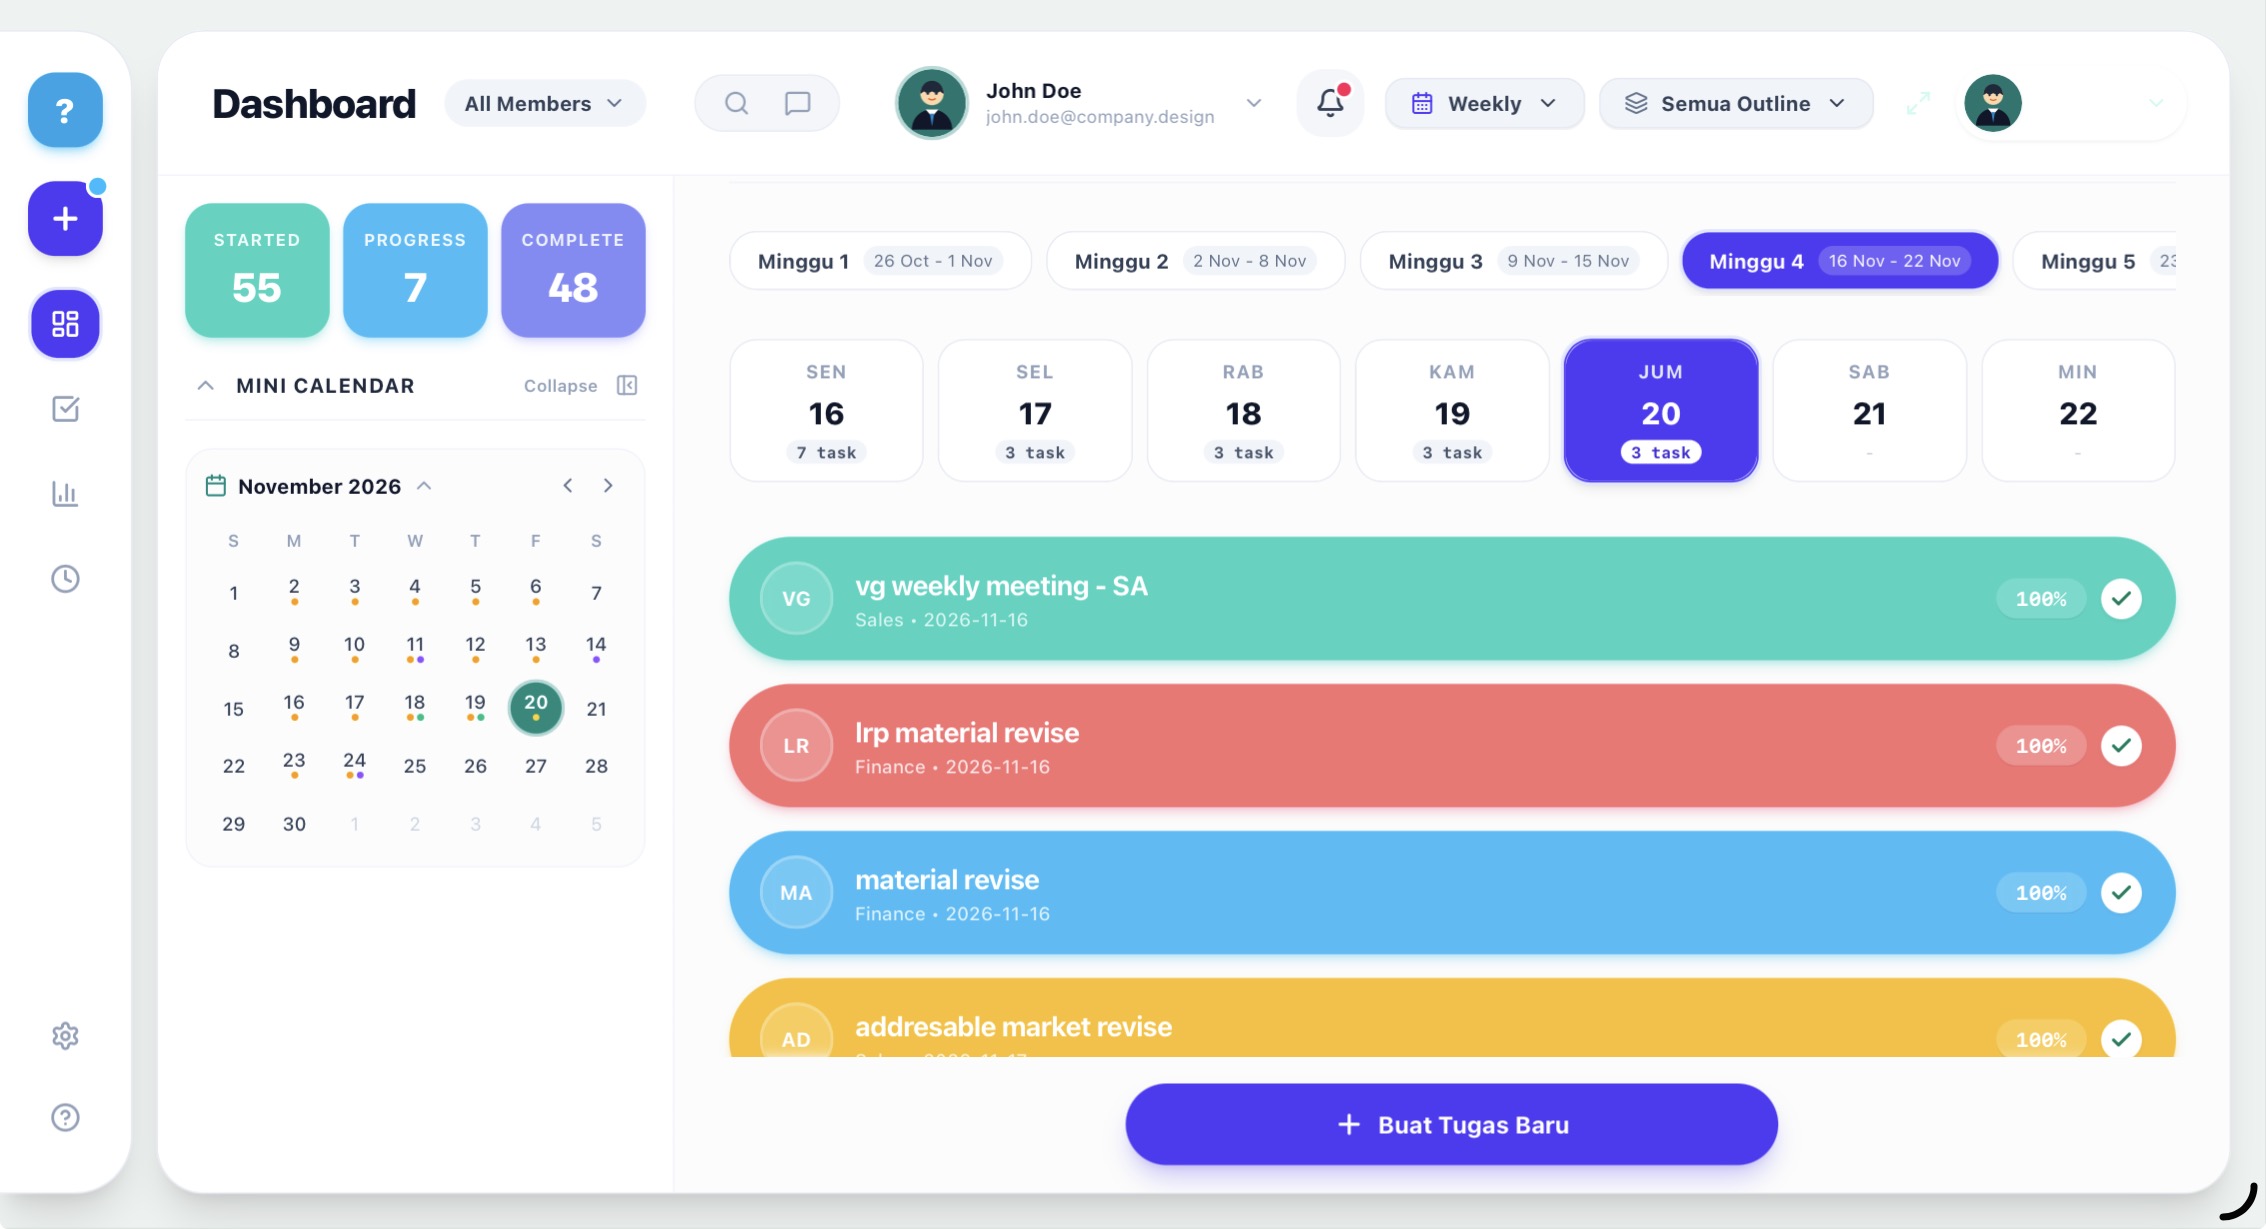 ?
Dashboard
All Members
John Doe
john.doe@company.design
Weekly
Semua Outline
STARTED
55
PROGRESS
7
COMPLETE
48
MINI CALENDAR
Collapse
November 2026
S M T W T F S
1 2 3 4 5 6 7
8 9 10 11 12 13 14
15 16 17 18 19 20 21
22 23 24 25 26 27 28
29 30 1 2 3 4 5
Minggu 1 26 Oct - 1 Nov
Minggu 2 2 Nov - 8 Nov
Minggu 3 9 Nov - 15 Nov
Minggu 4 16 Nov - 22 Nov
Minggu 5 23
SEN
16
7 task
SEL
17
3 task
RAB
18
3 task
KAM
19
3 task
JUM
20
3 task
SAB
21
-
MIN
22
-
VG
vg weekly meeting - SA
Sales • 2026-11-16
100%
LR
lrp material revise
Finance • 2026-11-16
100%
MA
material revise
Finance • 2026-11-16
100%
AD
addresable market revise
100%
+ Buat Tugas Baru